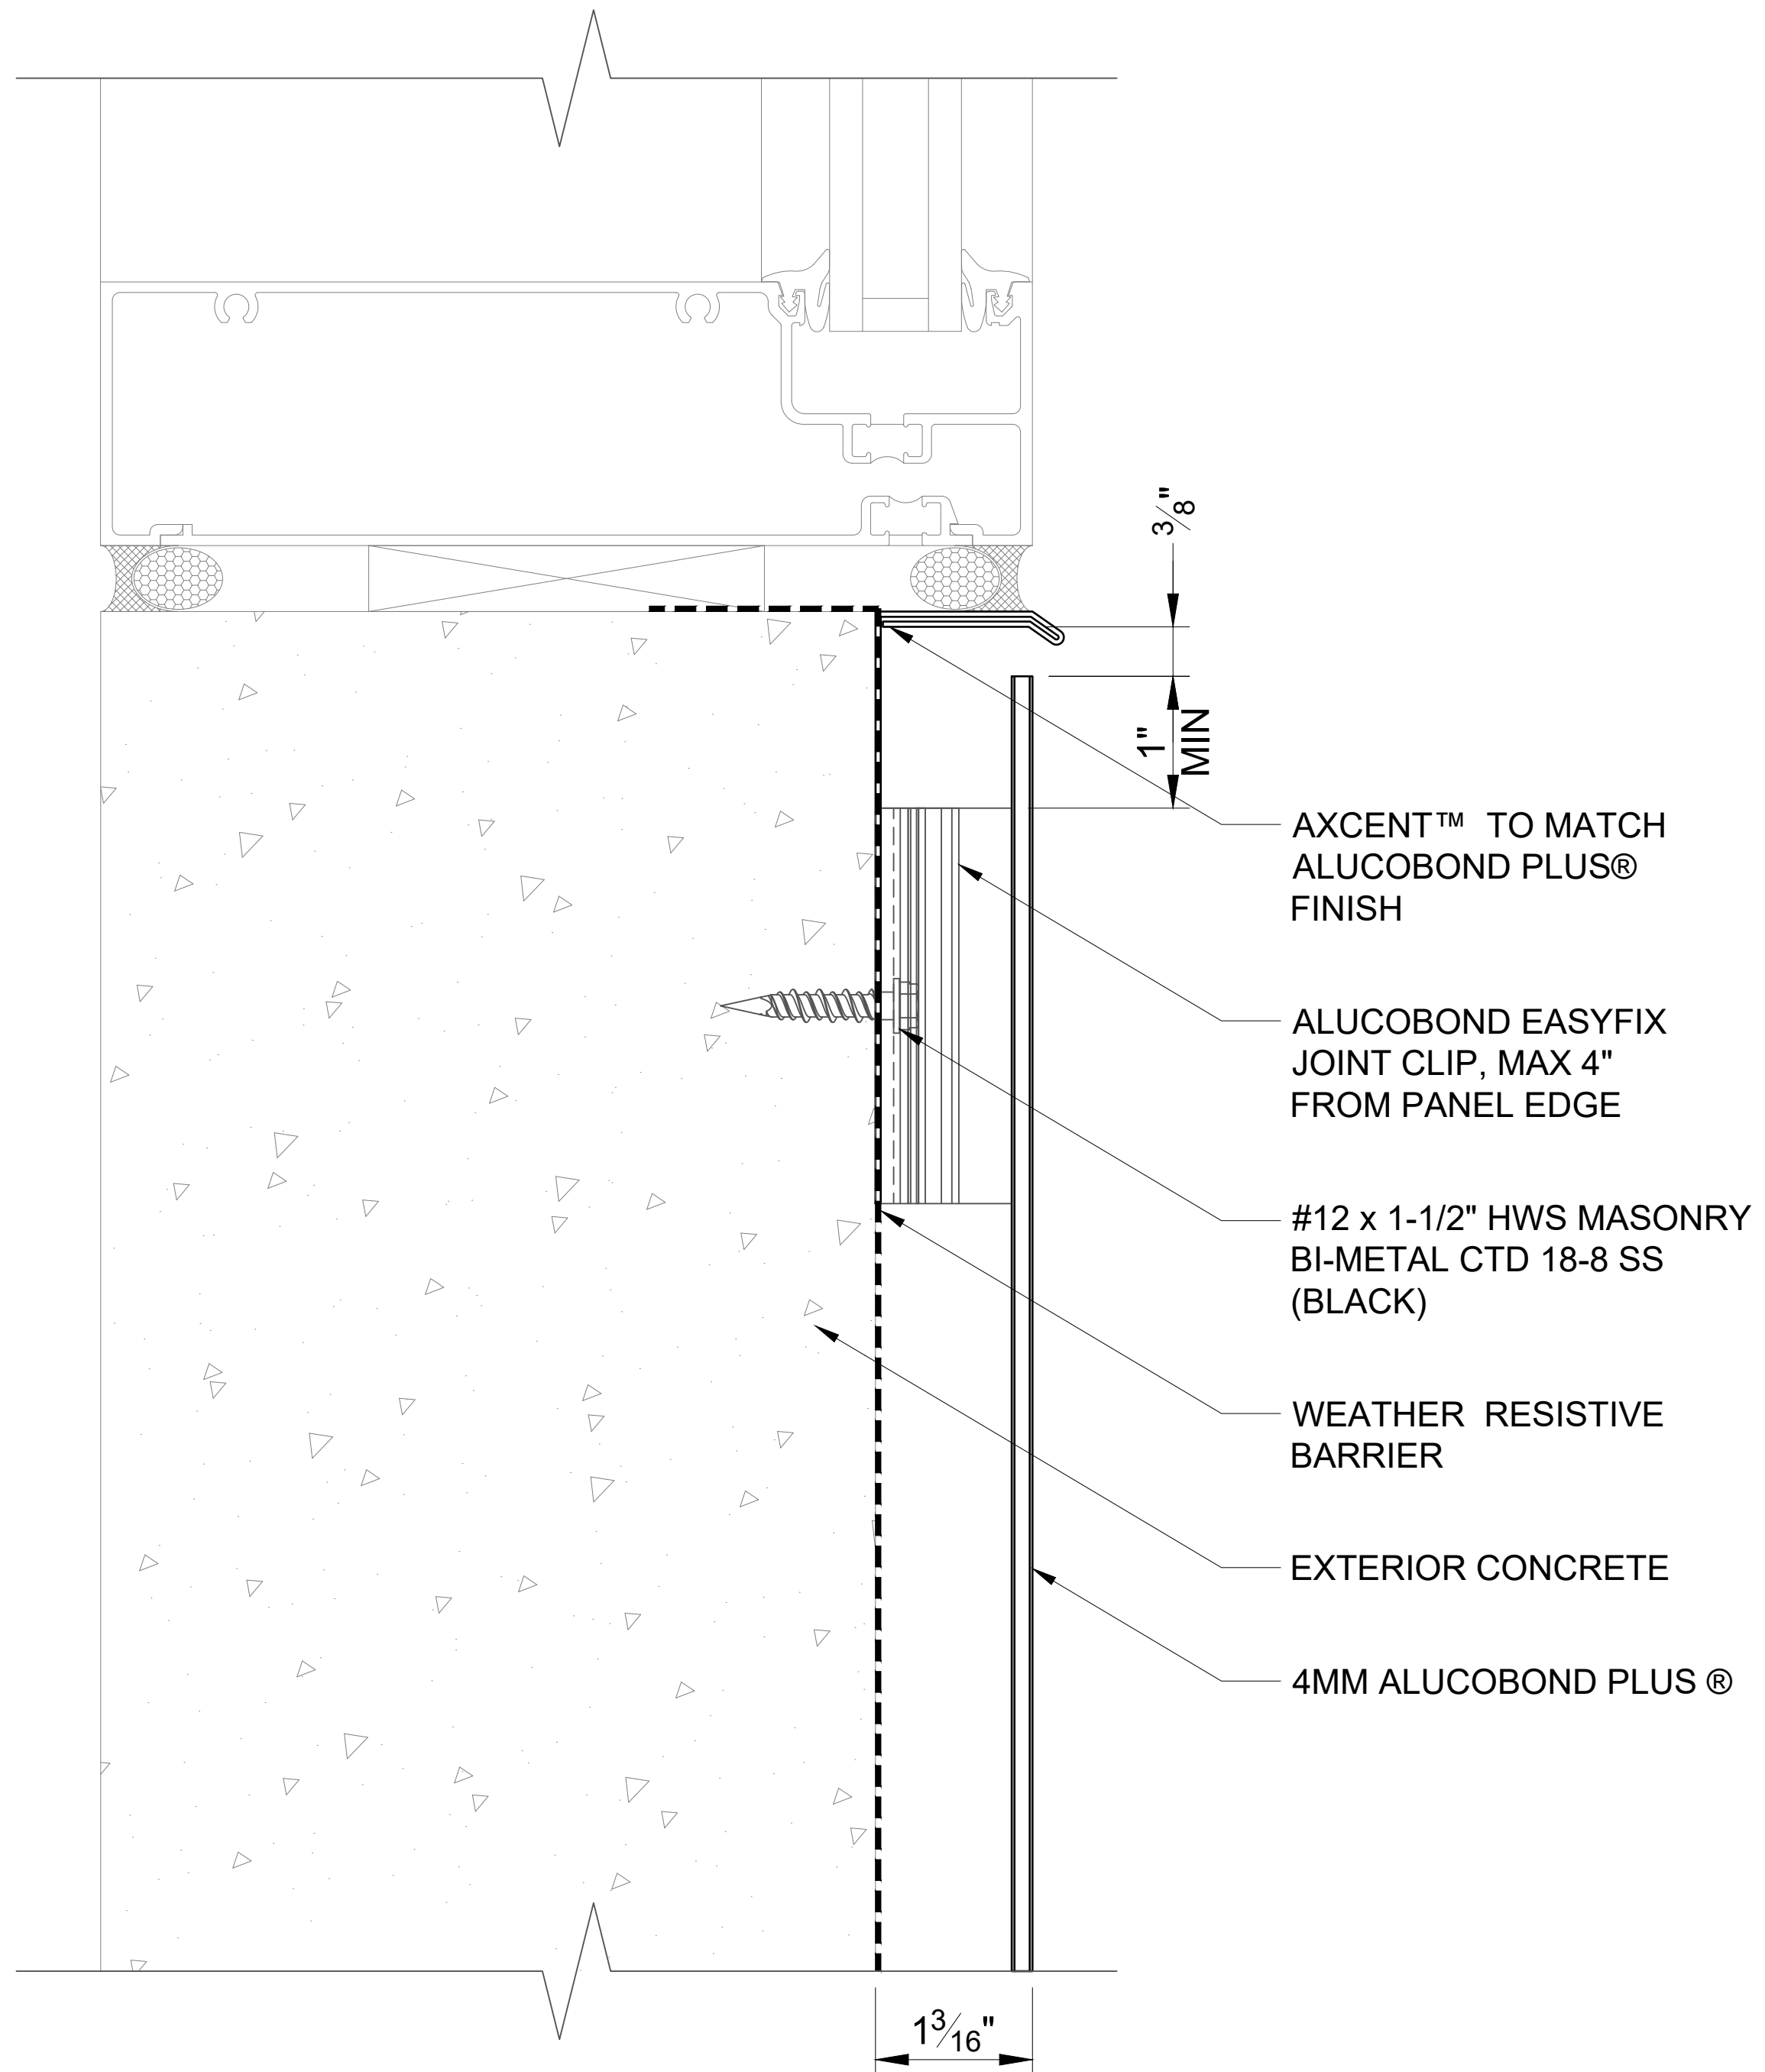 3/8"
1"
MIN
AXCENT™ TO MATCH
ALUCOBOND PLUS®
FINISH
ALUCOBOND EASYFIX
JOINT CLIP, MAX 4"
FROM PANEL EDGE
#12 x 1-1/2" HWS MASONRY
BI-METAL CTD 18-8 SS
(BLACK)
WEATHER RESISTIVE
BARRIER
EXTERIOR CONCRETE
4MM ALUCOBOND PLUS ®
1 3/16"